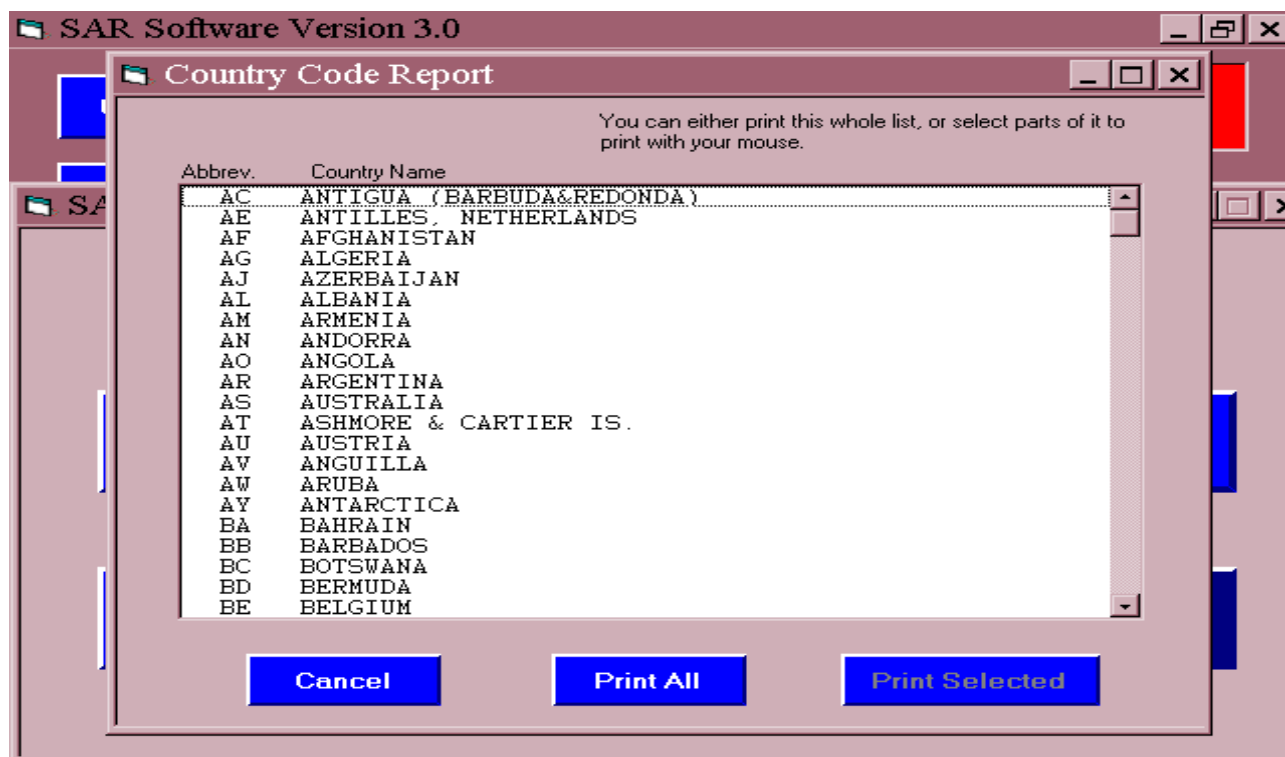 SAR Software Version 3.0
Country Code Report
You can either print this whole list, or select parts of it to
print with your mouse.
Abbrev. Country Name
AC ANTIGUA (BARBUDA&REDONDA)
AE ANTILLES, NETHERLANDS
AF AFGHANISTAN
AG ALGERIA
AJ AZERBAIJAN
AL ALBANIA
AM ARMENIA
AN ANDORRA
AO ANGOLA
AR ARGENTINA
AS AUSTRALIA
AT ASHMORE & CARTIER IS.
AU AUSTRIA
AV ANGUILLA
AW ARUBA
AY ANTARCTICA
BA BAHRAIN
BB BARBADOS
BC BOTSWANA
BD BERMUDA
BE BELGIUM
Cancel Print All Print Selected